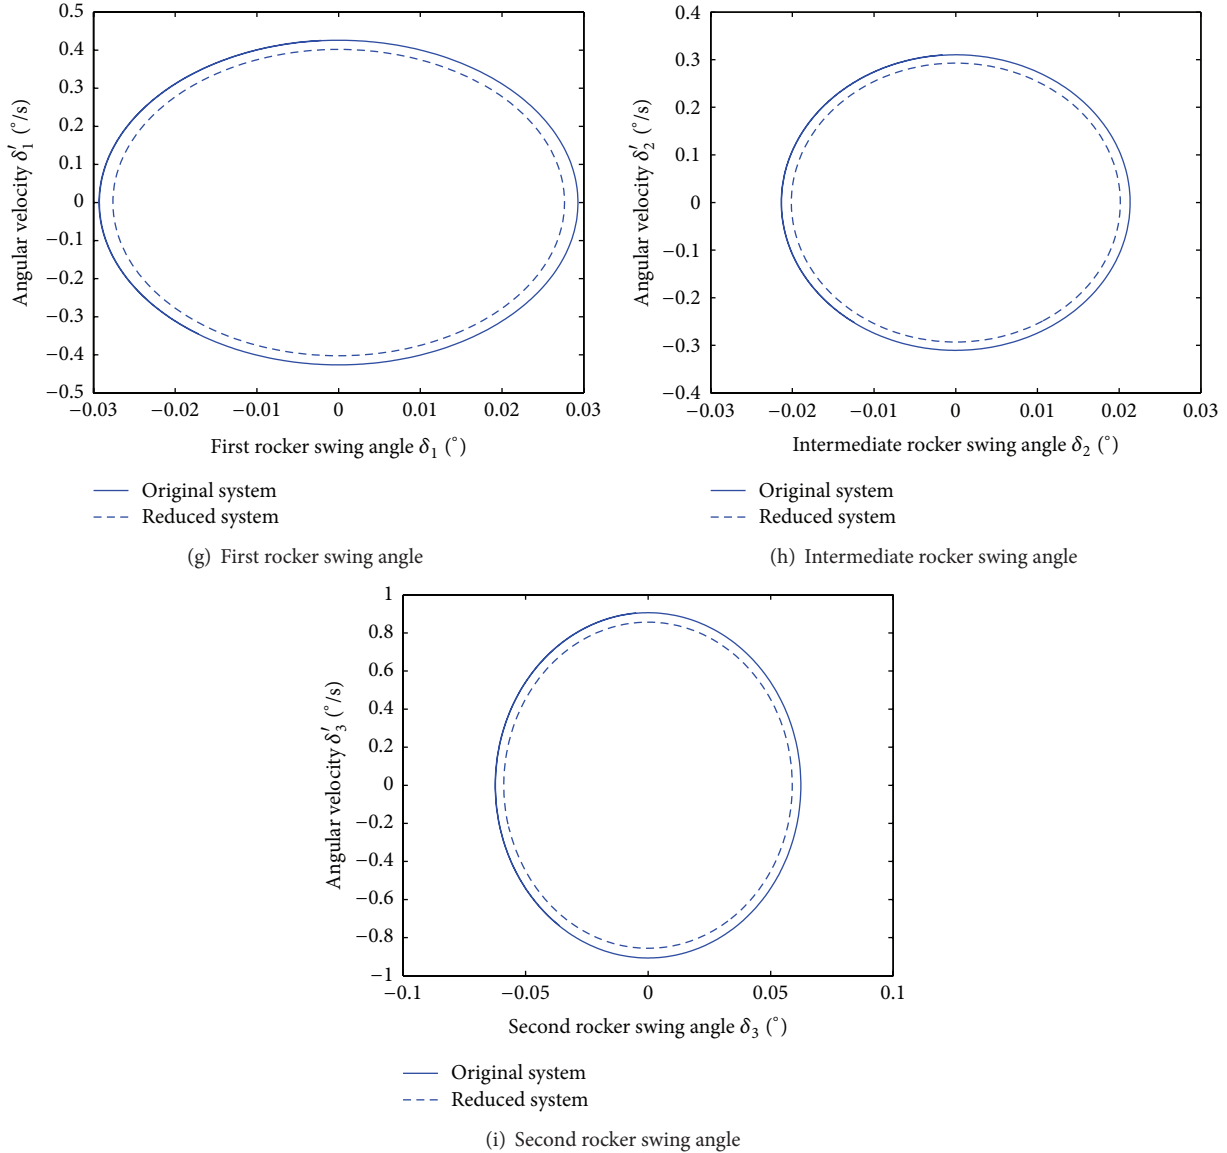 0.5
0.4
0.3
0.2
0.1
0
−0.1
−0.2
−0.3
−0.4
−0.5
Angular velocity δ′₁ (°/s)
−0.03 −0.02 −0.01 0 0.01 0.02 0.03
First rocker swing angle δ₁ (°)
Original system
Reduced system
(g) First rocker swing angle
0.4
0.3
0.2
0.1
0
−0.1
−0.2
−0.3
−0.4
Angular velocity δ′₂ (°/s)
−0.03 −0.02 −0.01 0 0.01 0.02 0.03
Intermediate rocker swing angle δ₂ (°)
Original system
Reduced system
(h) Intermediate rocker swing angle
1
0.8
0.6
0.4
0.2
0
−0.2
−0.4
−0.6
−0.8
−1
Angular velocity δ′₃ (°/s)
−0.1 −0.05 0 0.05 0.1
Second rocker swing angle δ₃ (°)
Original system
Reduced system
(i) Second rocker swing angle